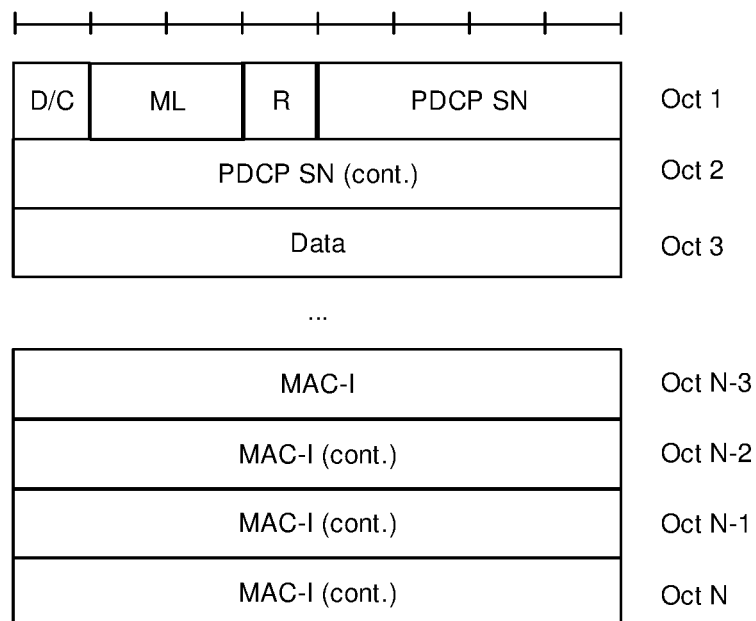 D/C ML R PDCP SN Oct 1
PDCP SN (cont.) Oct 2
Data Oct 3
...
MAC-I Oct N-3
MAC-I (cont.) Oct N-2
MAC-I (cont.) Oct N-1
MAC-I (cont.) Oct N